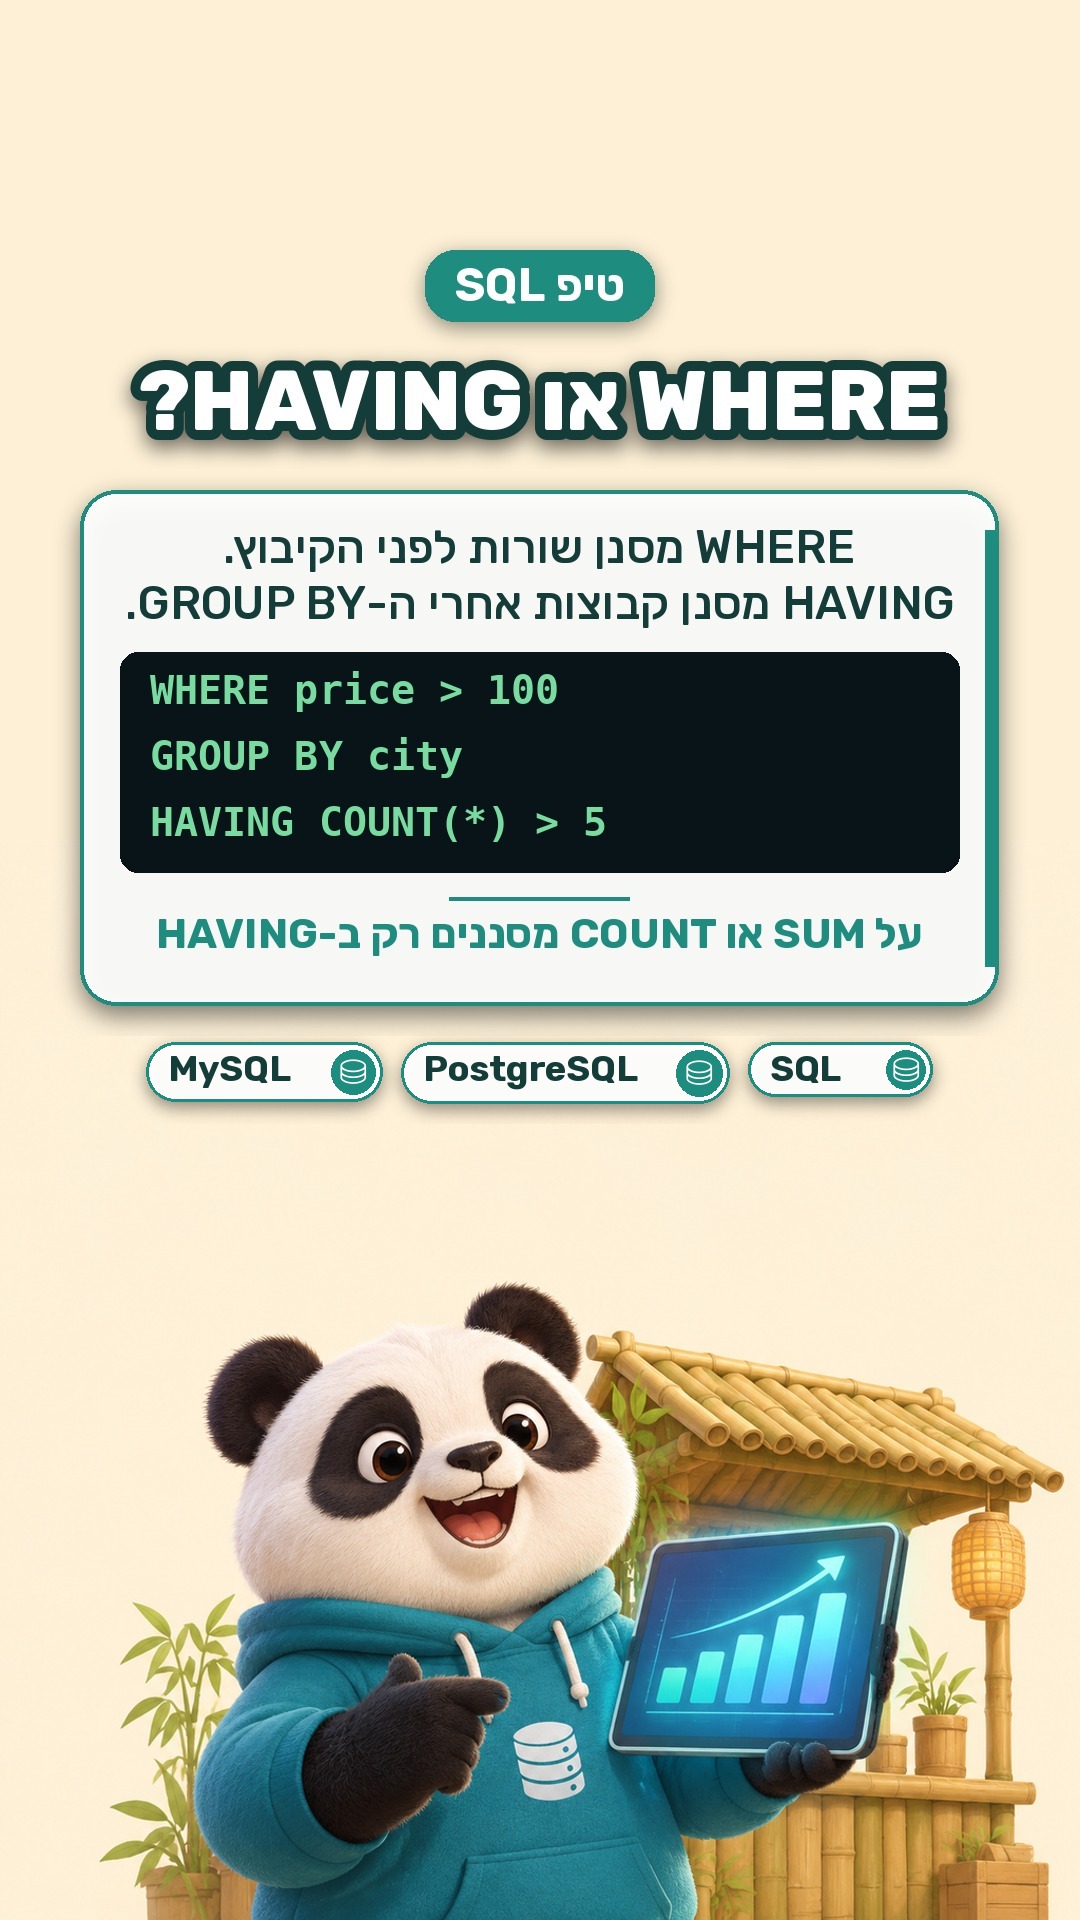 טיפ SQL
WHERE או HAVING?
WHERE מסנן שורות לפני הקיבוץ.
HAVING מסנן קבוצות אחרי ה-GROUP BY.
WHERE price > 100
GROUP BY city
HAVING COUNT(*) > 5
על SUM או COUNT מסננים רק ב-HAVING
SQL
PostgreSQL
MySQL